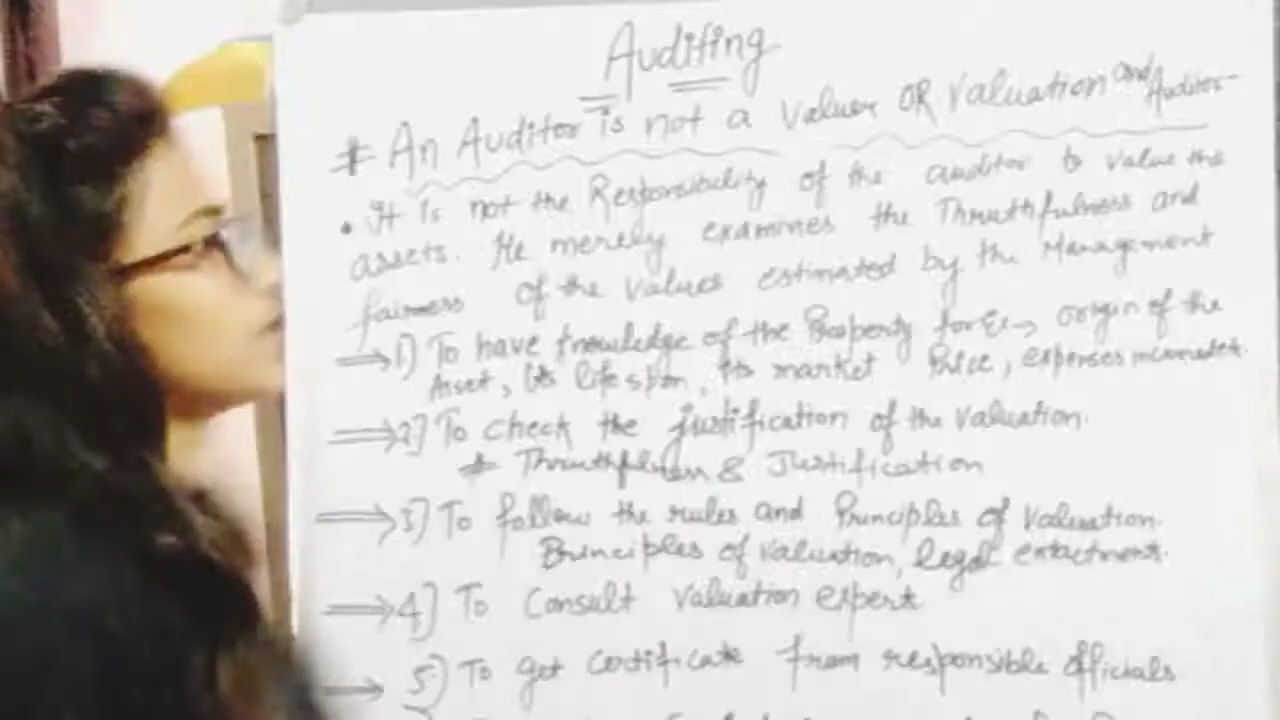 Auditing
# An Auditor is not a Valuer OR Valuation and Auditor-
• It is not the Responsibility of the auditor to value the
assets. He merely examines the Thruthfulness and
fairness of the values estimated by the Management
1) To have knowledge of the Property for Ex→ origin of the
Asset, its life span, its market Price, expenses
2) To check the justification of the valuation.
# Thruthfulness & Justification
3) To follow the rules and Principles of valuation.
Principles of valuation, legal enactment.
4) To Consult valuation expert
5) To get certificate from responsible officials